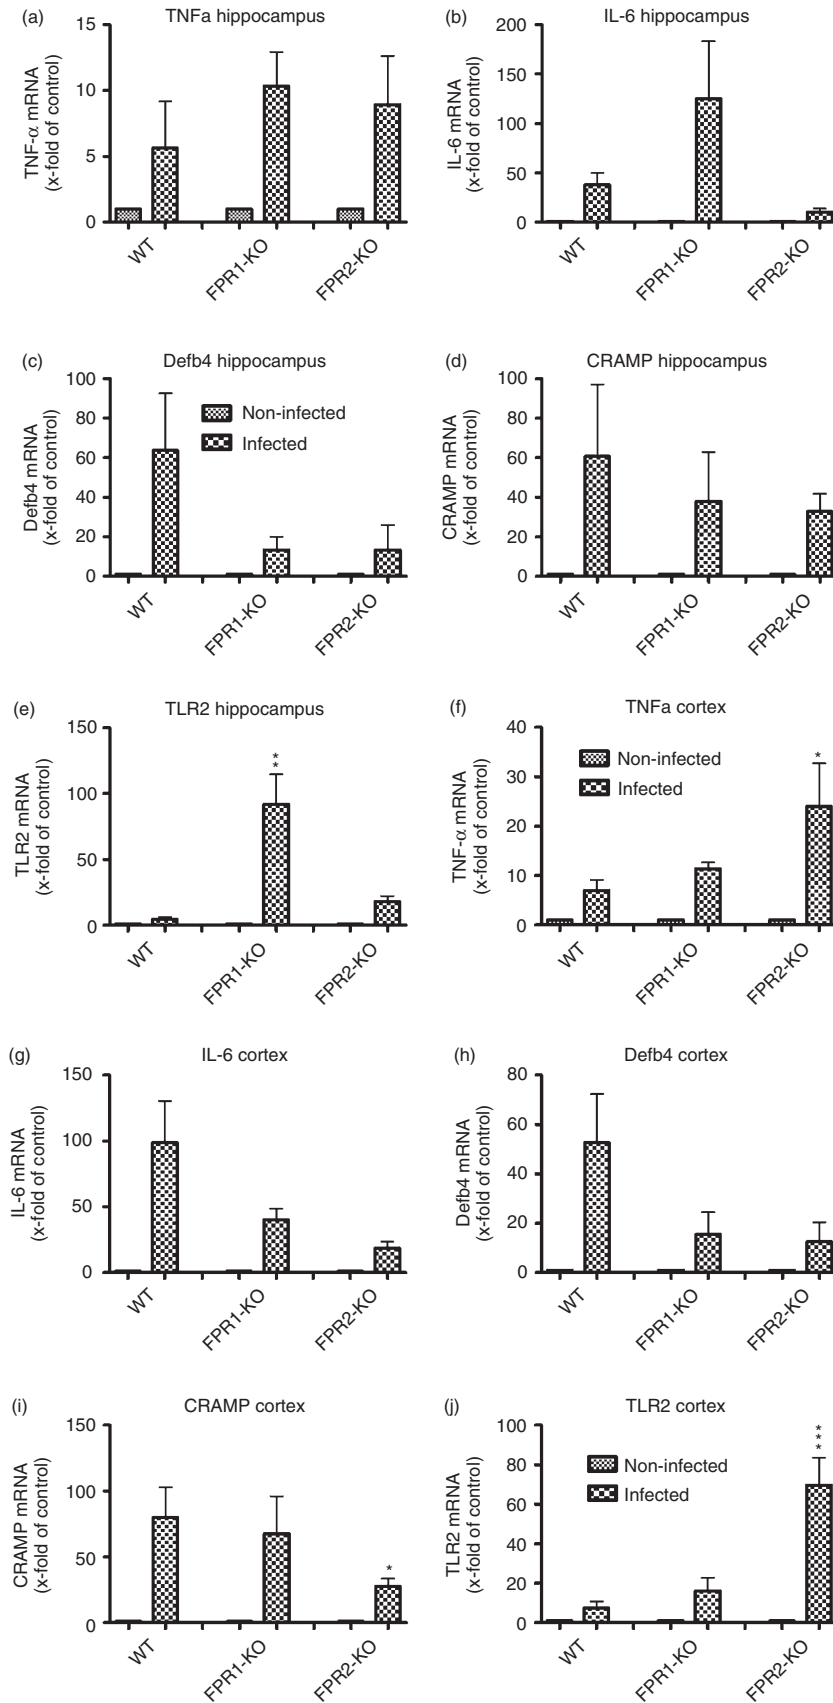 (a) TNFa hippocampus
TNF-α mRNA
(x-fold of control)
15
10
5
0
WT
FPR1-KO
FPR2-KO
(b) IL-6 hippocampus
IL-6 mRNA
(x-fold of control)
200
150
100
50
0
WT
FPR1-KO
FPR2-KO
(c) Defb4 hippocampus
Defb4 mRNA
(x-fold of control)
100
80
60
40
20
0
Non-infected
Infected
WT
FPR1-KO
FPR2-KO
(d) CRAMP hippocampus
CRAMP mRNA
(x-fold of control)
100
80
60
40
20
0
WT
FPR1-KO
FPR2-KO
(e) TLR2 hippocampus
TLR2 mRNA
(x-fold of control)
150
100
50
0
**
WT
FPR1-KO
FPR2-KO
(f) TNFa cortex
TNF-α mRNA
(x-fold of control)
40
30
20
10
0
Non-infected
Infected
*
WT
FPR1-KO
FPR2-KO
(g) IL-6 cortex
IL-6 mRNA
(x-fold of control)
150
100
50
0
WT
FPR1-KO
FPR2-KO
(h) Defb4 cortex
Defb4 mRNA
(x-fold of control)
80
60
40
20
0
WT
FPR1-KO
FPR2-KO
(i) CRAMP cortex
CRAMP mRNA
(x-fold of control)
150
100
50
0
*
WT
FPR1-KO
FPR2-KO
(j) TLR2 cortex
TLR2 mRNA
(x-fold of control)
100
80
60
40
20
0
Non-infected
Infected
***
WT
FPR1-KO
FPR2-KO